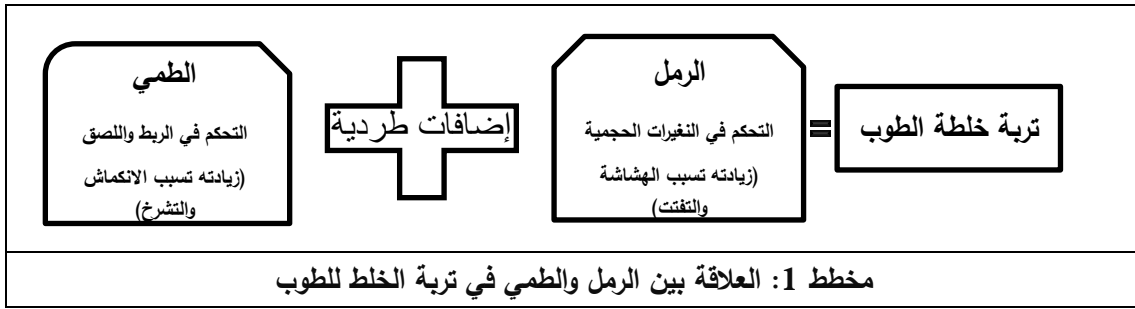 تربة خلطة الطوب
=
الرمل
التحكم في النغيرات الحجمية
(زيادته تسبب الهشاشة
والتفتت)
إضافات طردية
الطمي
التحكم في الربط واللصق
(زيادته تسبب الانكماش
والتشرخ)
مخطط 1: العلاقة بين الرمل والطمي في تربة الخلط للطوب